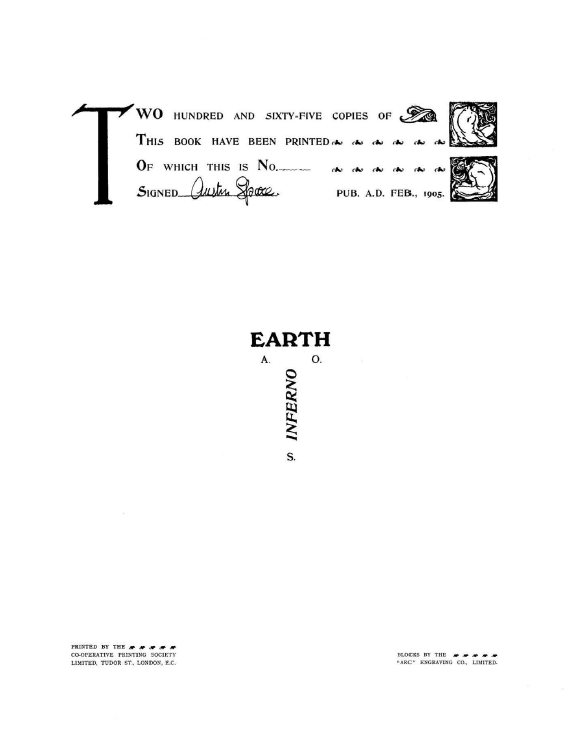 TWO HUNDRED AND SIXTY-FIVE COPIES OF
THIS BOOK HAVE BEEN PRINTED
OF WHICH THIS IS No.
SIGNED Austin Spare. PUB. A.D. FEB., 1905.
EARTH
A. O.
INFERNO
S.
PRINTED BY THE
CO-OPERATIVE PRINTING SOCIETY
LIMITED, TUDOR ST., LONDON, E.C.
BLOCKS BY THE
"ARC" ENGRAVING CO., LIMITED.